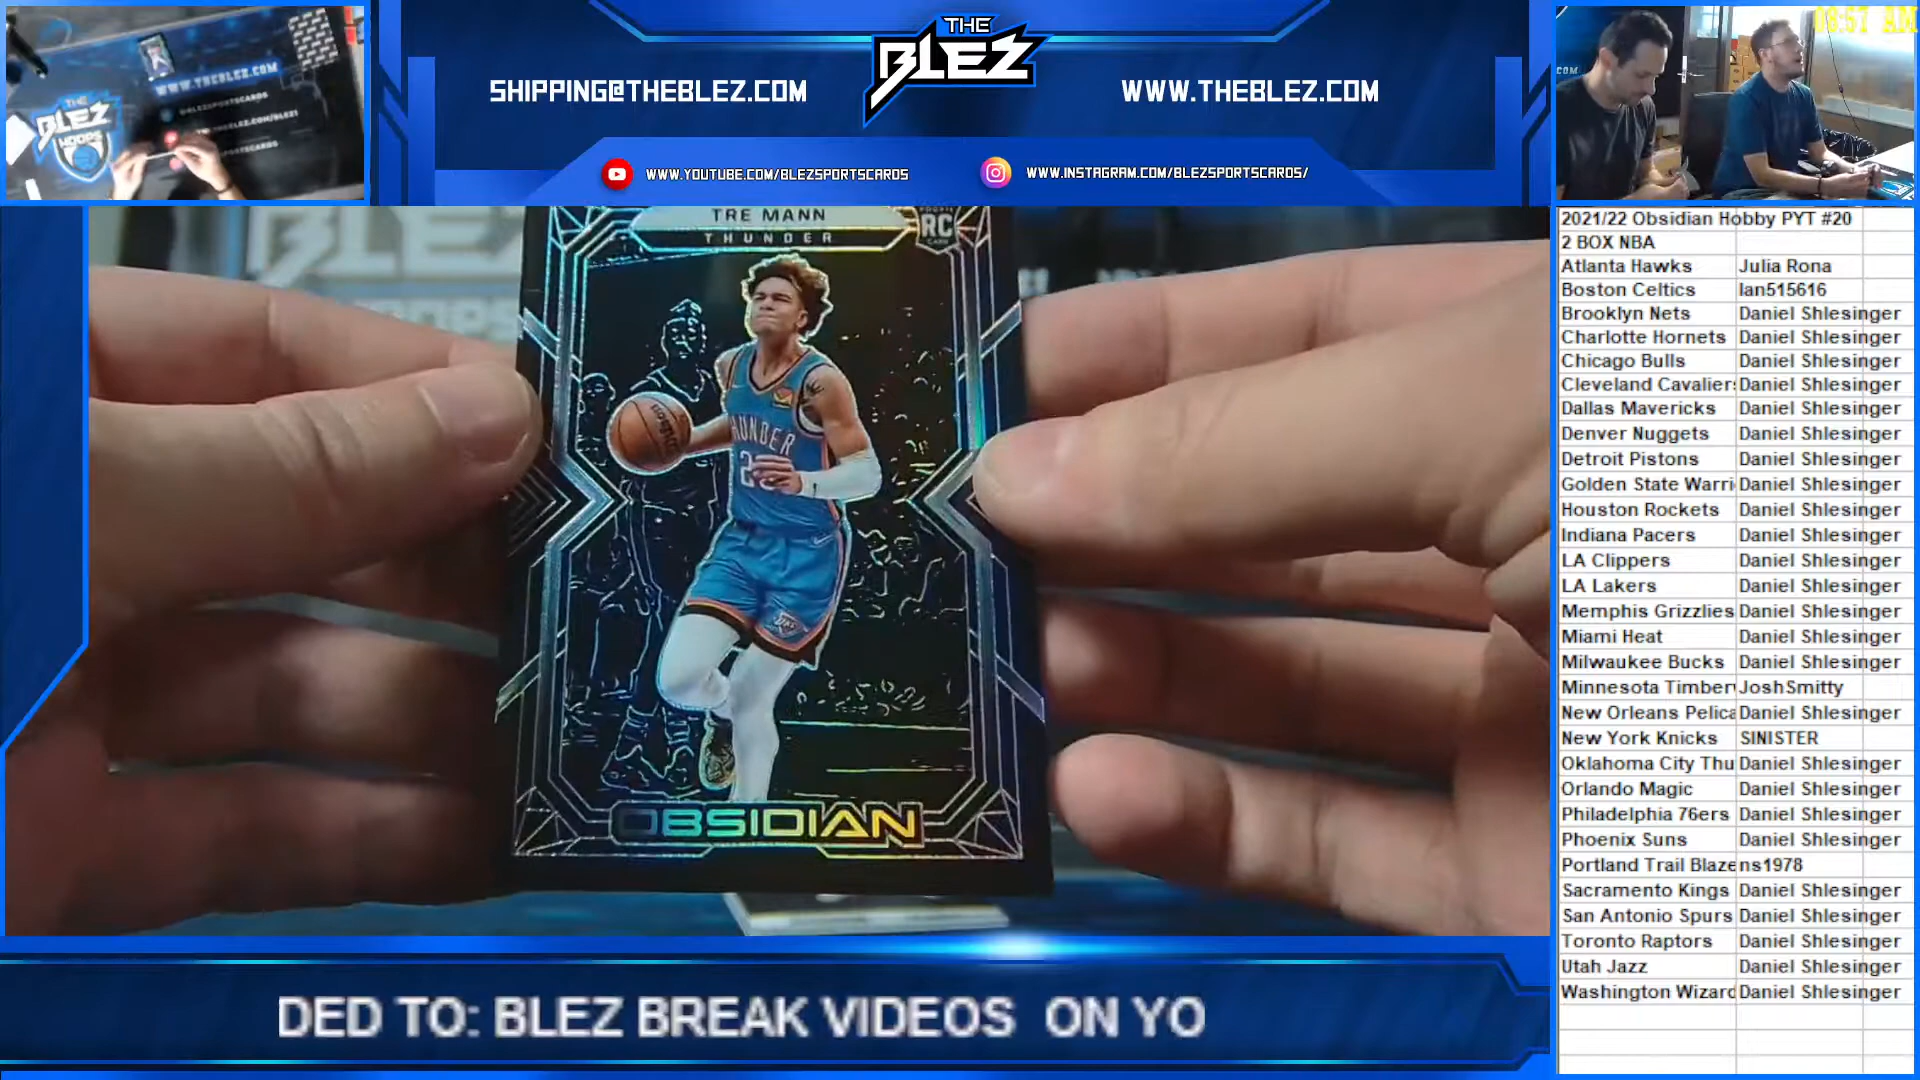 THE
BLEZ
SHIPPING@THEBLEZ.COM
WWW.THEBLEZ.COM
WWW.YOUTUBE.COM/BLEZSPORTSCARDS
WWW.INSTAGRAM.COM/BLEZSPORTSCARDS/
WWW.THEBLEZ.COM
THE
BLEZ
HOOPS
TRE MANN
THUNDER
RC
THUNDER
OBSIDIAN
2021/22 Obsidian Hobby PYT #20
2 BOX NBA
Atlanta Hawks Julia Rona
Boston Celtics Ian515616
Brooklyn Nets Daniel Shlesinger
Charlotte Hornets Daniel Shlesinger
Chicago Bulls Daniel Shlesinger
Cleveland Cavalier Daniel Shlesinger
Dallas Mavericks Daniel Shlesinger
Denver Nuggets Daniel Shlesinger
Detroit Pistons Daniel Shlesinger
Golden State Warri Daniel Shlesinger
Houston Rockets Daniel Shlesinger
Indiana Pacers Daniel Shlesinger
LA Clippers Daniel Shlesinger
LA Lakers Daniel Shlesinger
Memphis Grizzlies Daniel Shlesinger
Miami Heat Daniel Shlesinger
Milwaukee Bucks Daniel Shlesinger
Minnesota Timber JoshSmitty
New Orleans Pelica Daniel Shlesinger
New York Knicks SINISTER
Oklahoma City Thu Daniel Shlesinger
Orlando Magic Daniel Shlesinger
Philadelphia 76ers Daniel Shlesinger
Phoenix Suns Daniel Shlesinger
Portland Trail Blaze ns1978
Sacramento Kings Daniel Shlesinger
San Antonio Spurs Daniel Shlesinger
Toronto Raptors Daniel Shlesinger
Utah Jazz Daniel Shlesinger
Washington Wizard Daniel Shlesinger
DED TO: BLEZ BREAK VIDEOS ON YO